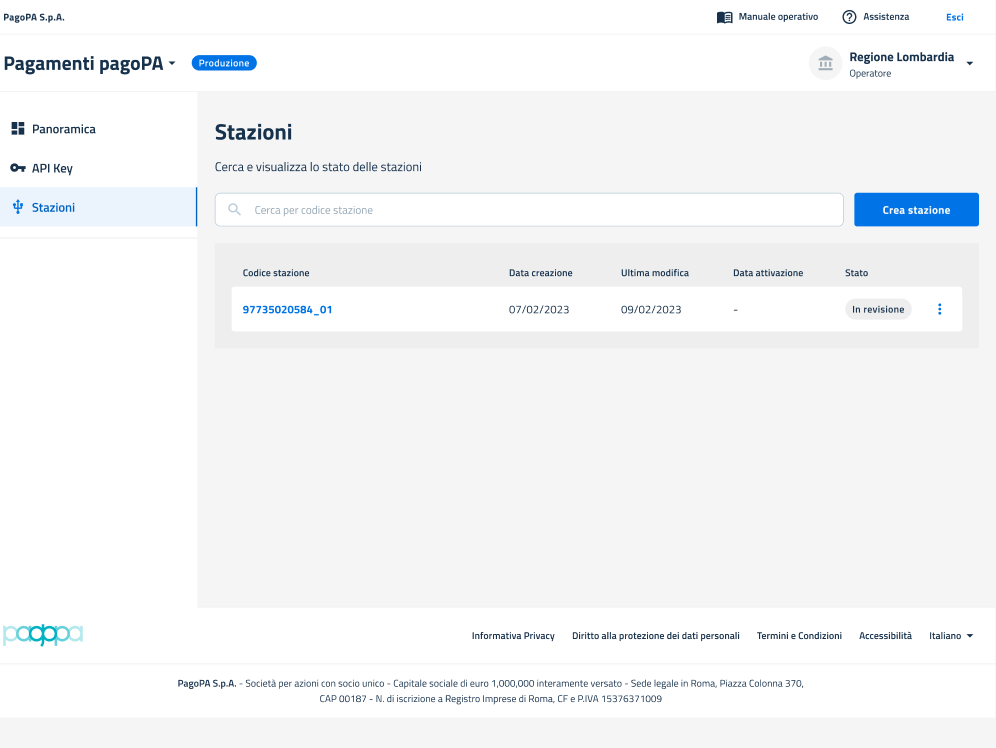 PagoPA S.p.A.
Manuale operativo
Assistenza
Esci
Pagamenti pagoPA
Produzione
Regione Lombardia
Operatore
Panoramica
API Key
Stazioni
Stazioni
Cerca e visualizza lo stato delle stazioni
Cerca per codice stazione
Crea stazione
Codice stazione Data creazione Ultima modifica Data attivazione Stato
97735020584_01 07/02/2023 09/02/2023 - In revisione
pagopa
Informativa Privacy Diritto alla protezione dei dati personali Termini e Condizioni Accessibilità Italiano
PagoPA S.p.A. - Società per azioni con socio unico - Capitale sociale di euro 1,000,000 interamente versato - Sede legale in Roma, Piazza Colonna 370,
CAP 00187 - N. di iscrizione a Registro Imprese di Roma, CF e P.IVA 15376371009